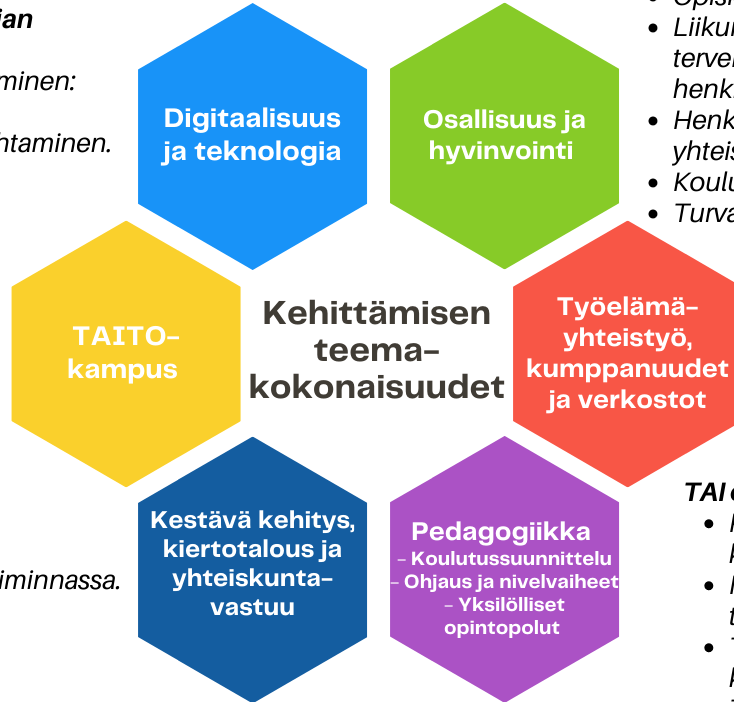 Digitaalisuus
ja teknologia
Osallisuus ja
hyvinvointi
TAITO-
kampus
Kehittämisen
teema-
kokonaisuudet
Työelämä-
yhteistyö,
kumppanuudet
ja verkostot
Kestävä kehitys,
kiertotalous ja
yhteiskunta-
vastuu
Pedagogiikka
- Koulutussuunnittelu
- Ohjaus ja nivelvaiheet
- Yksilölliset
opintopolut
TAI